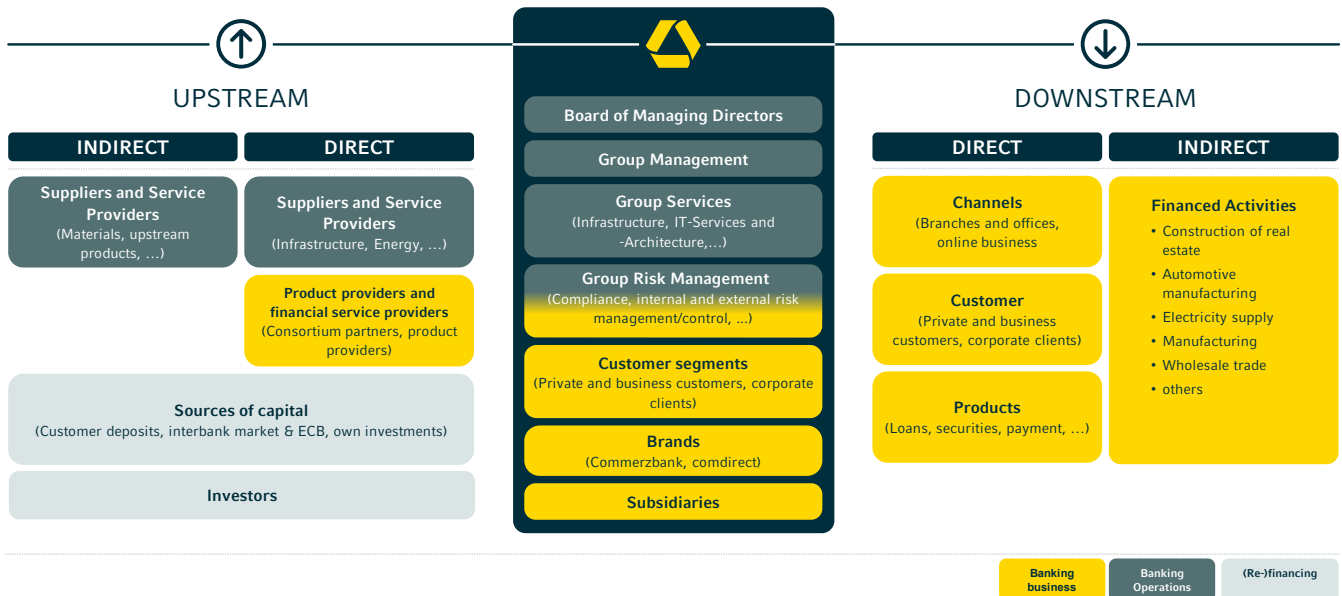 UPSTREAM
INDIRECT
DIRECT
Suppliers and Service
Providers
(Materials, upstream
products, ...)
Suppliers and Service
Providers
(Infrastructure, Energy, ...)
Product providers and
financial service providers
(Consortium partners, product
providers)
Sources of capital
(Customer deposits, interbank market & ECB, own investments)
Investors
Board of Managing Directors
Group Management
Group Services
(Infrastructure, IT-Services and
-Architecture,...)
Group Risk Management
(Compliance, internal and external risk
management/control, ...)
Customer segments
(Private and business customers, corporate
clients)
Brands
(Commerzbank, comdirect)
Subsidiaries
DOWNSTREAM
DIRECT
INDIRECT
Channels
(Branches and offices,
online business
Customer
(Private and business
customers, corporate clients)
Products
(Loans, securities, payment, ...)
Financed Activities
• Construction of real
estate
• Automotive
manufacturing
• Electricity supply
• Manufacturing
• Wholesale trade
• others
Banking
business
Banking
Operations
(Re-)financing